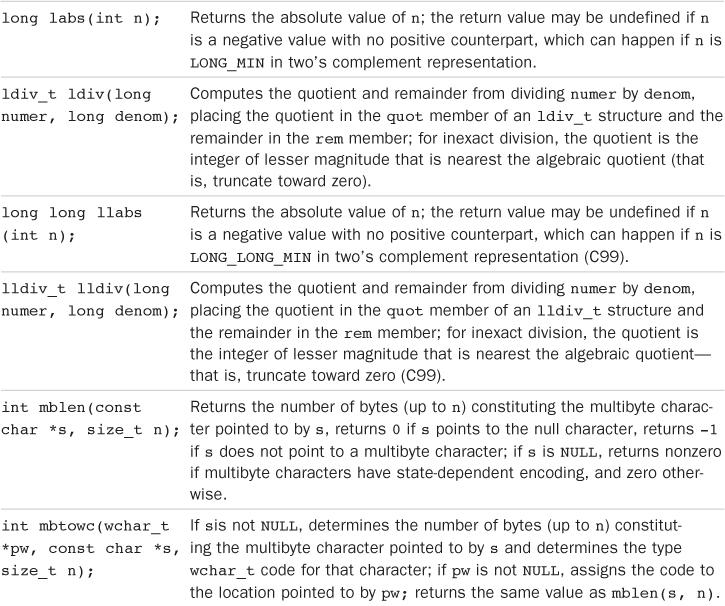 long labs(int n);
Returns the absolute value of n; the return value may be undefined if n
is a negative value with no positive counterpart, which can happen if n is
LONG_MIN in two’s complement representation.
ldiv_t ldiv(long
numer, long denom);
Computes the quotient and remainder from dividing numer by denom,
placing the quotient in the quot member of an ldiv_t structure and the
remainder in the rem member; for inexact division, the quotient is the
integer of lesser magnitude that is nearest the algebraic quotient (that
is, truncate toward zero).
long long llabs
(int n);
Returns the absolute value of n; the return value may be undefined if n
is a negative value with no positive counterpart, which can happen if n is
LONG_LONG_MIN in two’s complement representation (C99).
lldiv_t lldiv(long
numer, long denom);
Computes the quotient and remainder from dividing numer by denom,
placing the quotient in the quot member of an lldiv_t structure and
the remainder in the rem member; for inexact division, the quotient is
the integer of lesser magnitude that is nearest the algebraic quotient—
that is, truncate toward zero (C99).
int mblen(const
char *s, size_t n);
Returns the number of bytes (up to n) constituting the multibyte charac-
ter pointed to by s, returns 0 if s points to the null character, returns -1
if s does not point to a multibyte character; if s is NULL, returns nonzero
if multibyte characters have state-dependent encoding, and zero other-
wise.
int mbtowc(wchar_t
*pw, const char *s,
size_t n);
If sis not NULL, determines the number of bytes (up to n) constitut-
ing the multibyte character pointed to by s and determines the type
wchar_t code for that character; if pw is not NULL, assigns the code to
the location pointed to by pw; returns the same value as mblen(s, n).